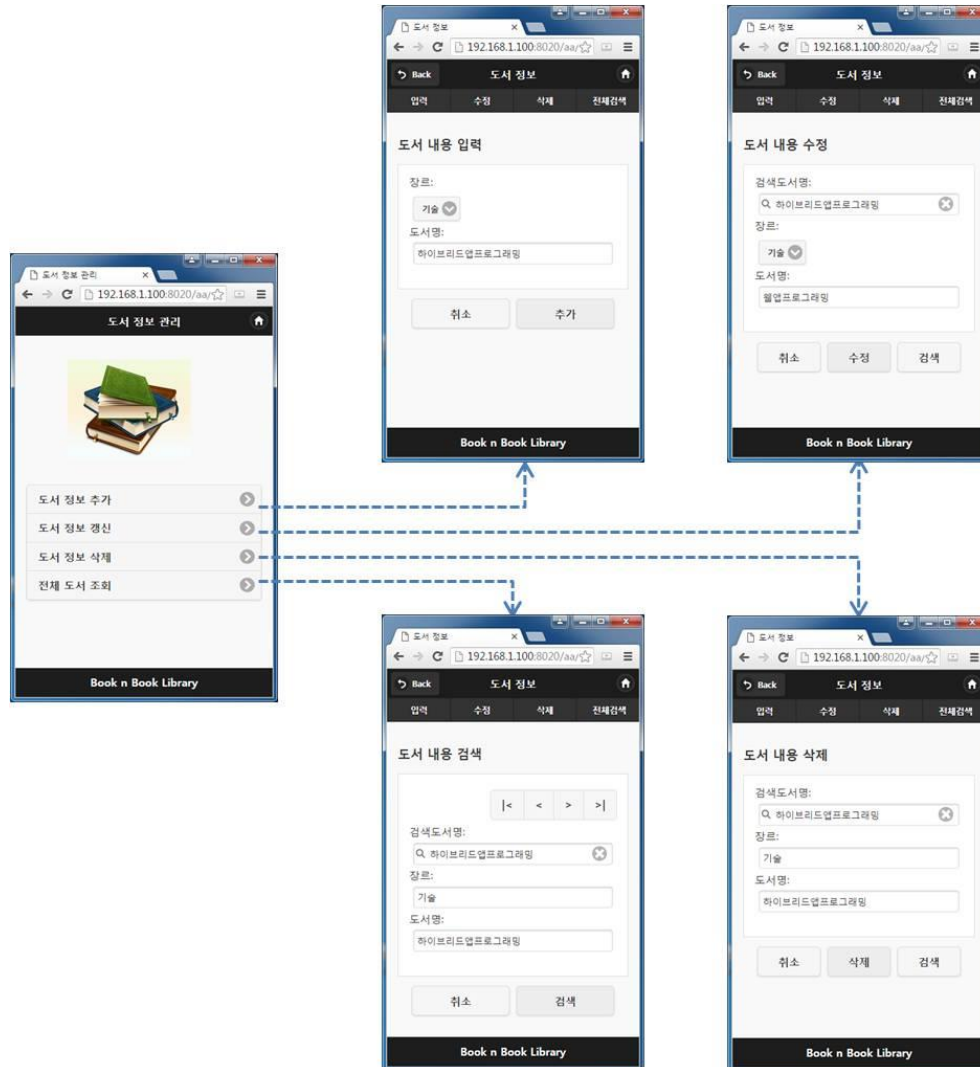 도서 정보 관리
192.168.1.100:8020/aa/
도서 정보 관리
도서 정보 추가
도서 정보 갱신
도서 정보 삭제
전체 도서 조회
Book n Book Library
도서 정보
192.168.1.100:8020/aa/
Back 도서 정보
입력 수정 삭제 전체검색
도서 내용 입력
장르:
기술
도서명:
하이브리드앱프로그래밍
취소 추가
Book n Book Library
도서 정보
192.168.1.100:8020/aa/
Back 도서 정보
입력 수정 삭제 전체검색
도서 내용 수정
검색도서명:
하이브리드앱프로그래밍
장르:
기술
도서명:
웹앱프로그래밍
취소 수정 검색
Book n Book Library
도서 정보
192.168.1.100:8020/aa/
Back 도서 정보
입력 수정 삭제 전체검색
도서 내용 검색
|< < > >|
검색도서명:
하이브리드앱프로그래밍
장르:
기술
도서명:
하이브리드앱프로그래밍
취소 검색
Book n Book Library
도서 정보
192.168.1.100:8020/aa/
Back 도서 정보
입력 수정 삭제 전체검색
도서 내용 삭제
검색도서명:
하이브리드앱프로그래밍
장르:
기술
도서명:
하이브리드앱프로그래밍
취소 삭제 검색
Book n Book Library